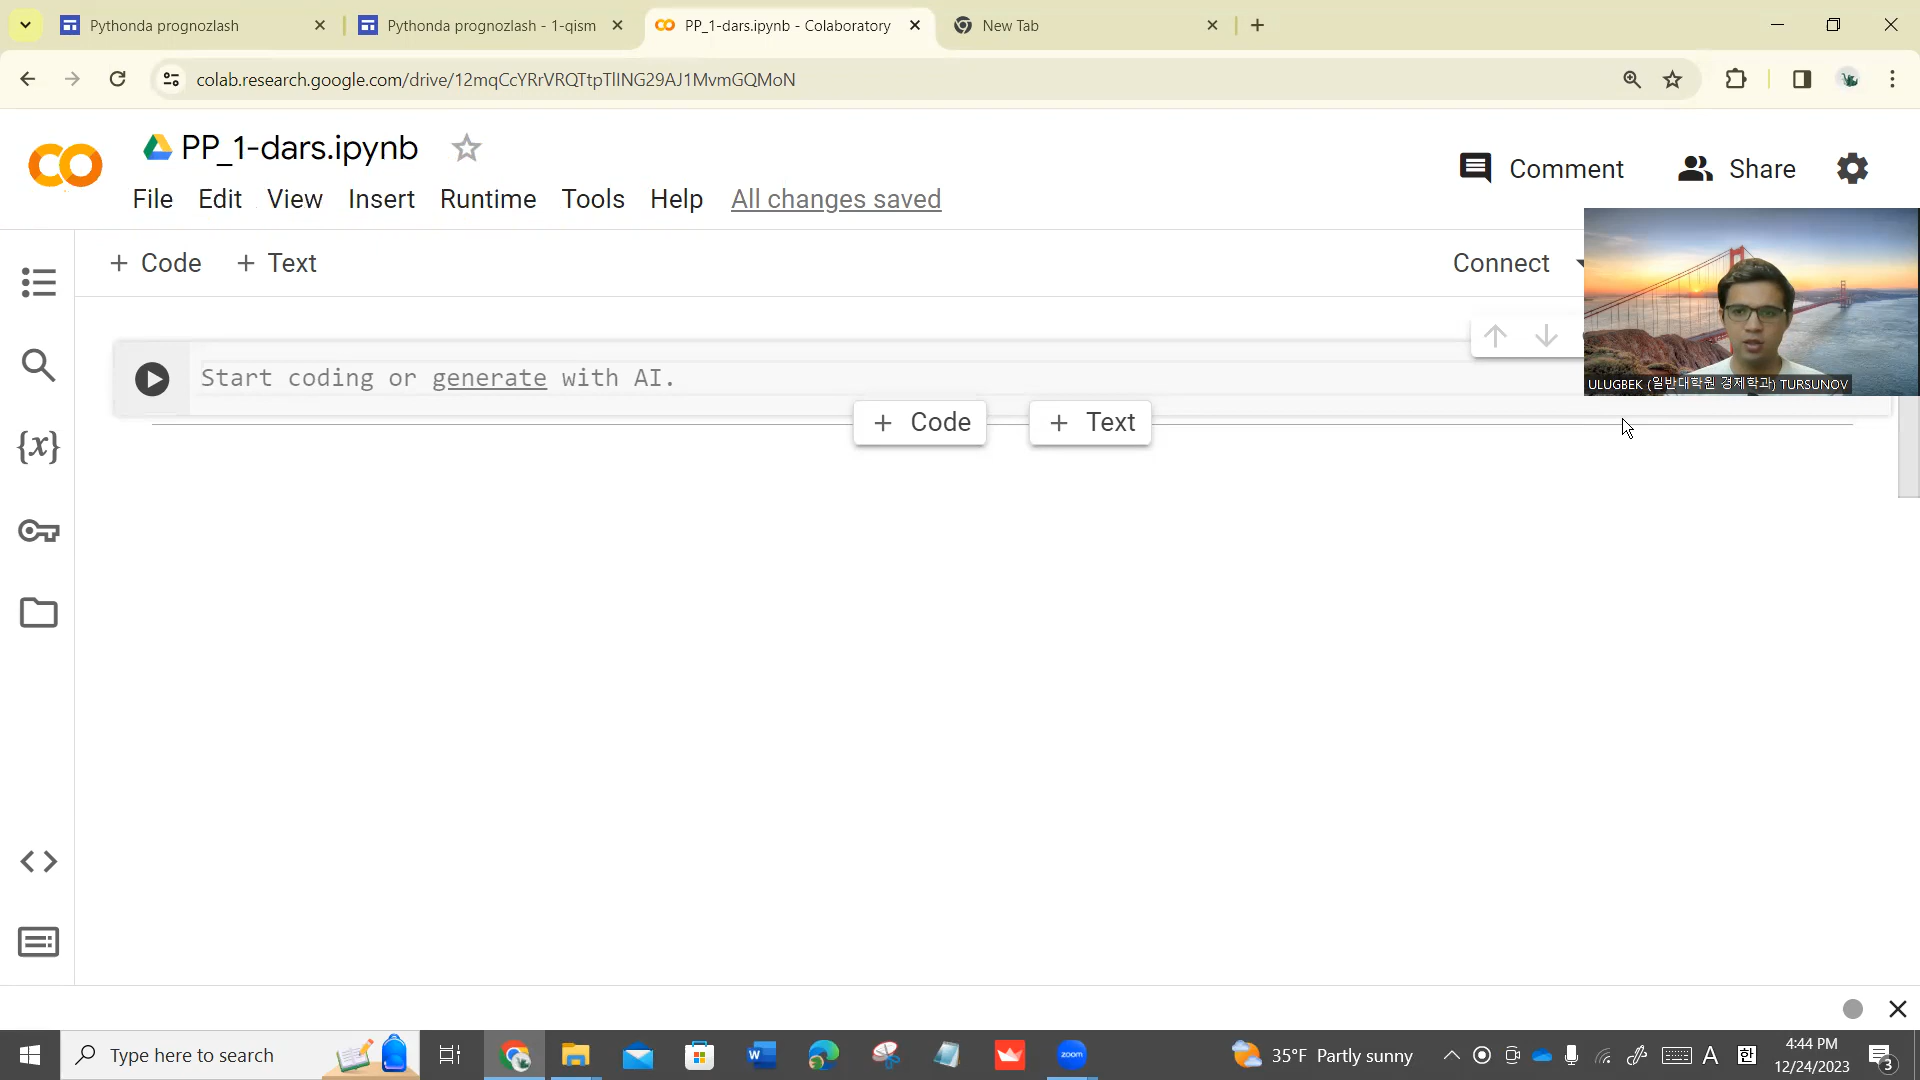 Pythonda prognozlash
Pythonda prognozlash - 1-qism
PP_1-dars.ipynb - Colaboratory
New Tab
colab.research.google.com/drive/12mqCcYRrVRQTtpTlING29AJ1MvmGQMoN
PP_1-dars.ipynb
Comment
Share
File Edit View Insert Runtime Tools Help All changes saved
+ Code + Text
Connect
Start coding or generate with AI.
ULUGBEK (일반대학원 경제학과) TURSUNOV
+ Code
+ Text
{x}
Type here to search
W
zoom
35°F Partly sunny
A
한
4:44 PM
12/24/2023
3